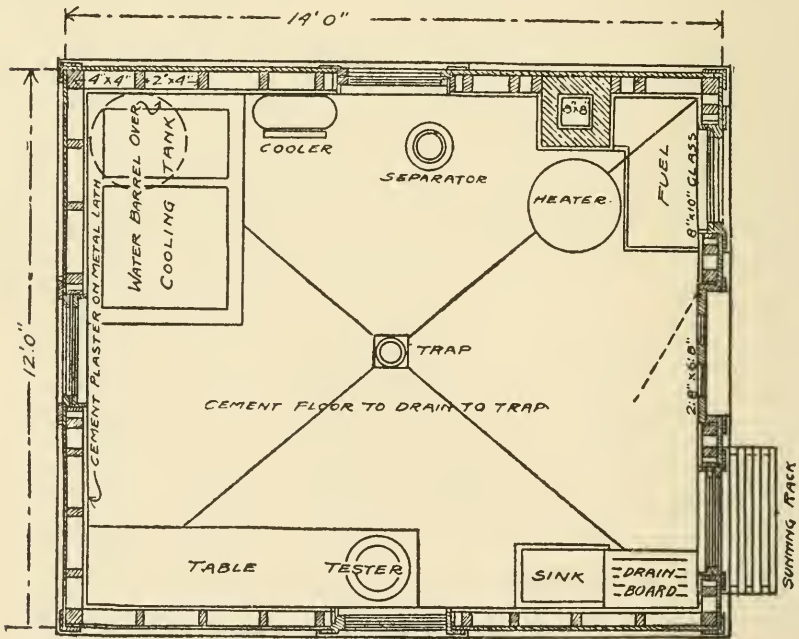 14'0"
4"x4" 2"x4"
8"x8"
WATER BARREL OVER
COOLING TANK
COOLER
SEPARATOR
HEATER
FUEL
8"x10" GLASS
12'0"
CEMENT PLASTER ON METAL LATH
TRAP
2'8"x6'8"
CEMENT FLOOR TO DRAIN TO TRAP
SUNNING RACK
TABLE
TESTER
SINK
DRAIN
BOARD